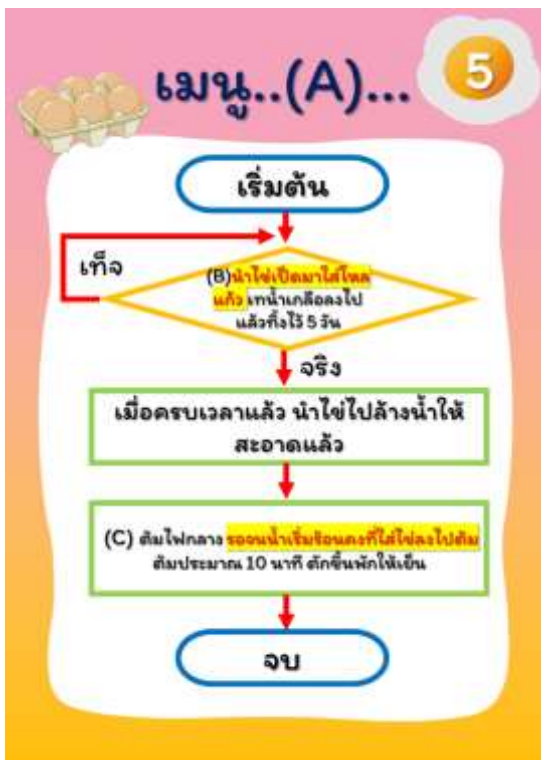 เมนู..(A)...
5
เริ่มต้น
เท็จ
(B)นำไข่เป็ดมาใส่โหล
แก้ว เทน้ำเกลือลงไป
แล้วทิ้งไว้ 5 วัน
จริง
เมื่อครบเวลาแล้ว นำไข่ไปล้างน้ำให้
สะอาดแล้ว
(C) ต้มไฟกลาง รอจนน้ำเริ่มร้อนคงที่ใส่ไข่ลงไปต้ม
ต้มประมาณ 10 นาที ตักขึ้นพักให้เย็น
จบ